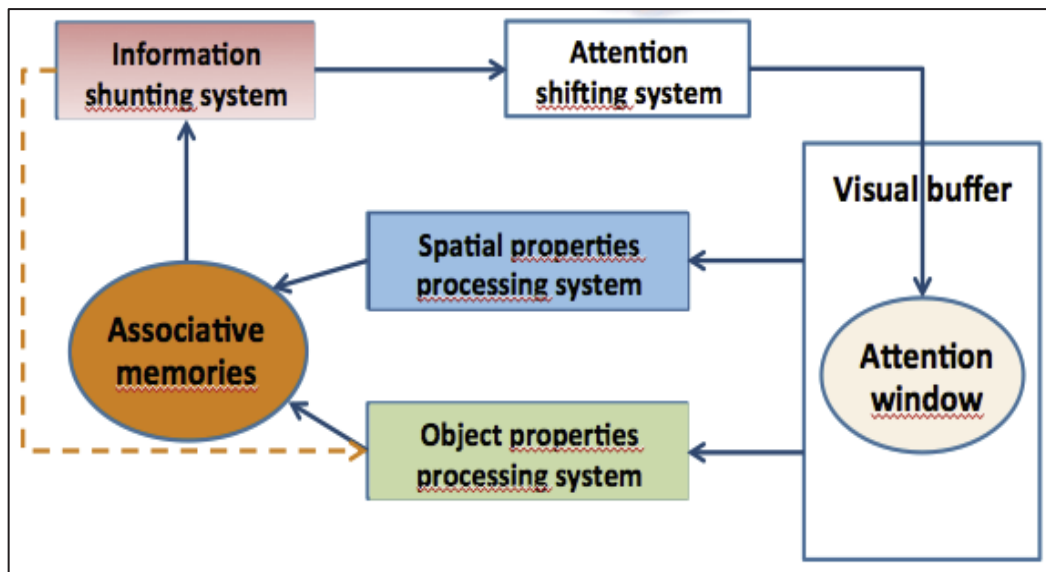 Information
shunting system
Attention
shifting system
Visual buffer
Spatial properties
processing system
Associative
memories
Attention
window
Object properties
processing system